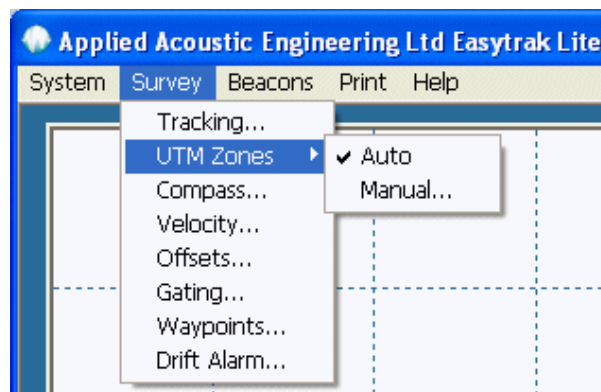 Applied Acoustic Engineering Ltd Easytrak Lite
System Survey Beacons Print Help
Tracking...
UTM Zones
Auto
Manual...
Compass...
Velocity...
Offsets...
Gating...
Waypoints...
Drift Alarm...